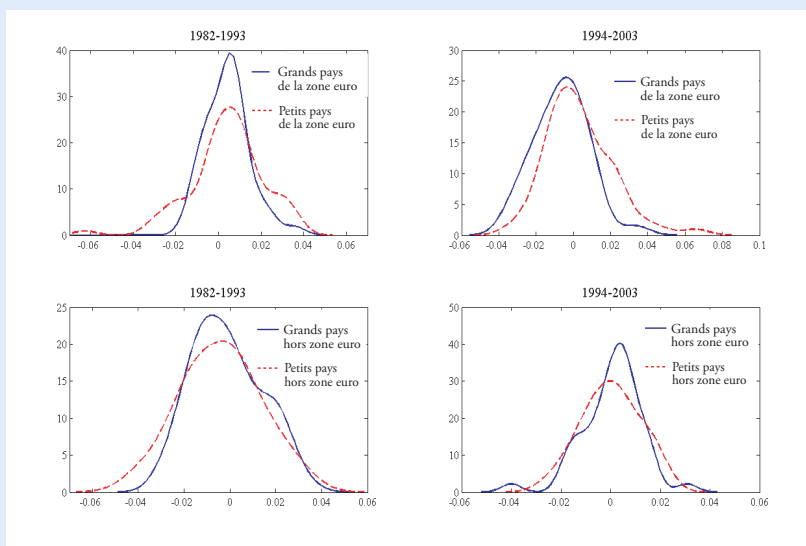 1982-1993
40
30
20
10
0
-0.06 -0.04 -0.02 0 0.02 0.04 0.06
Grands pays
de la zone euro
Petits pays
de la zone euro
1994-2003
30
25
20
15
10
5
0
-0.06 -0.04 -0.02 0 0.02 0.04 0.06 0.08 0.1
Grands pays
de la zone euro
Petits pays
de la zone euro
1982-1993
25
20
15
10
5
0
-0.06 -0.04 -0.02 0 0.02 0.04 0.06
Grands pays
hors zone euro
Petits pays
hors zone euro
1994-2003
50
40
30
20
10
0
-0.06 -0.04 -0.02 0 0.02 0.04 0.06
Grands pays
hors zone euro
Petits pays
hors zone euro